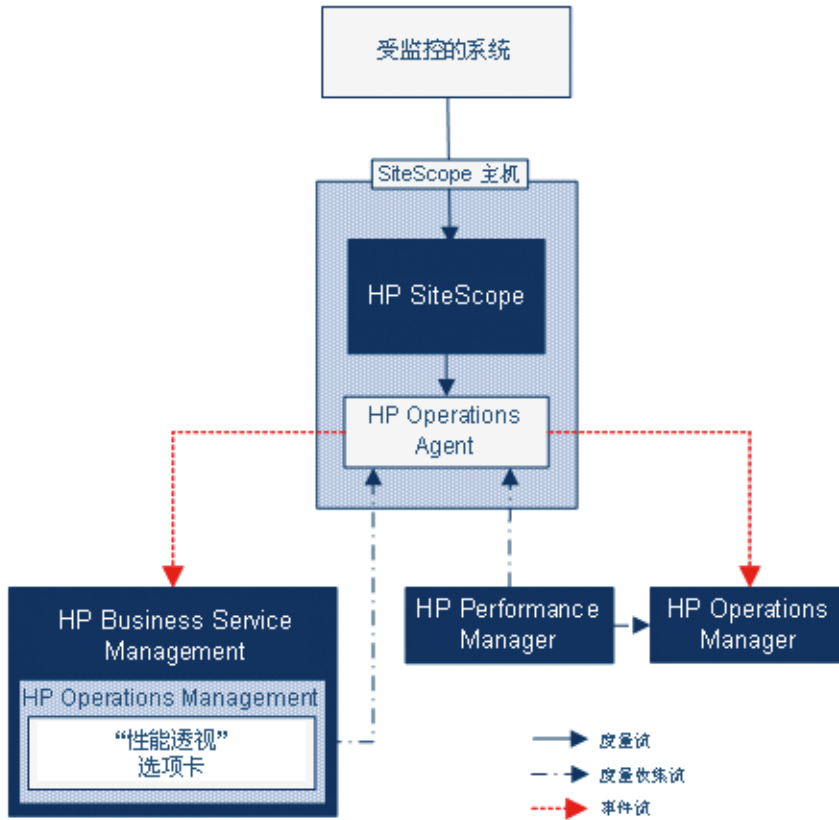 受监控的系统
SiteScope 主机
HP SiteScope
HP Operations
Agent
HP Business Service
Management
HP Operations Management
“性能透视”
选项卡
HP Performance
Manager
HP Operations
Manager
度量流
度量收集流
事件流